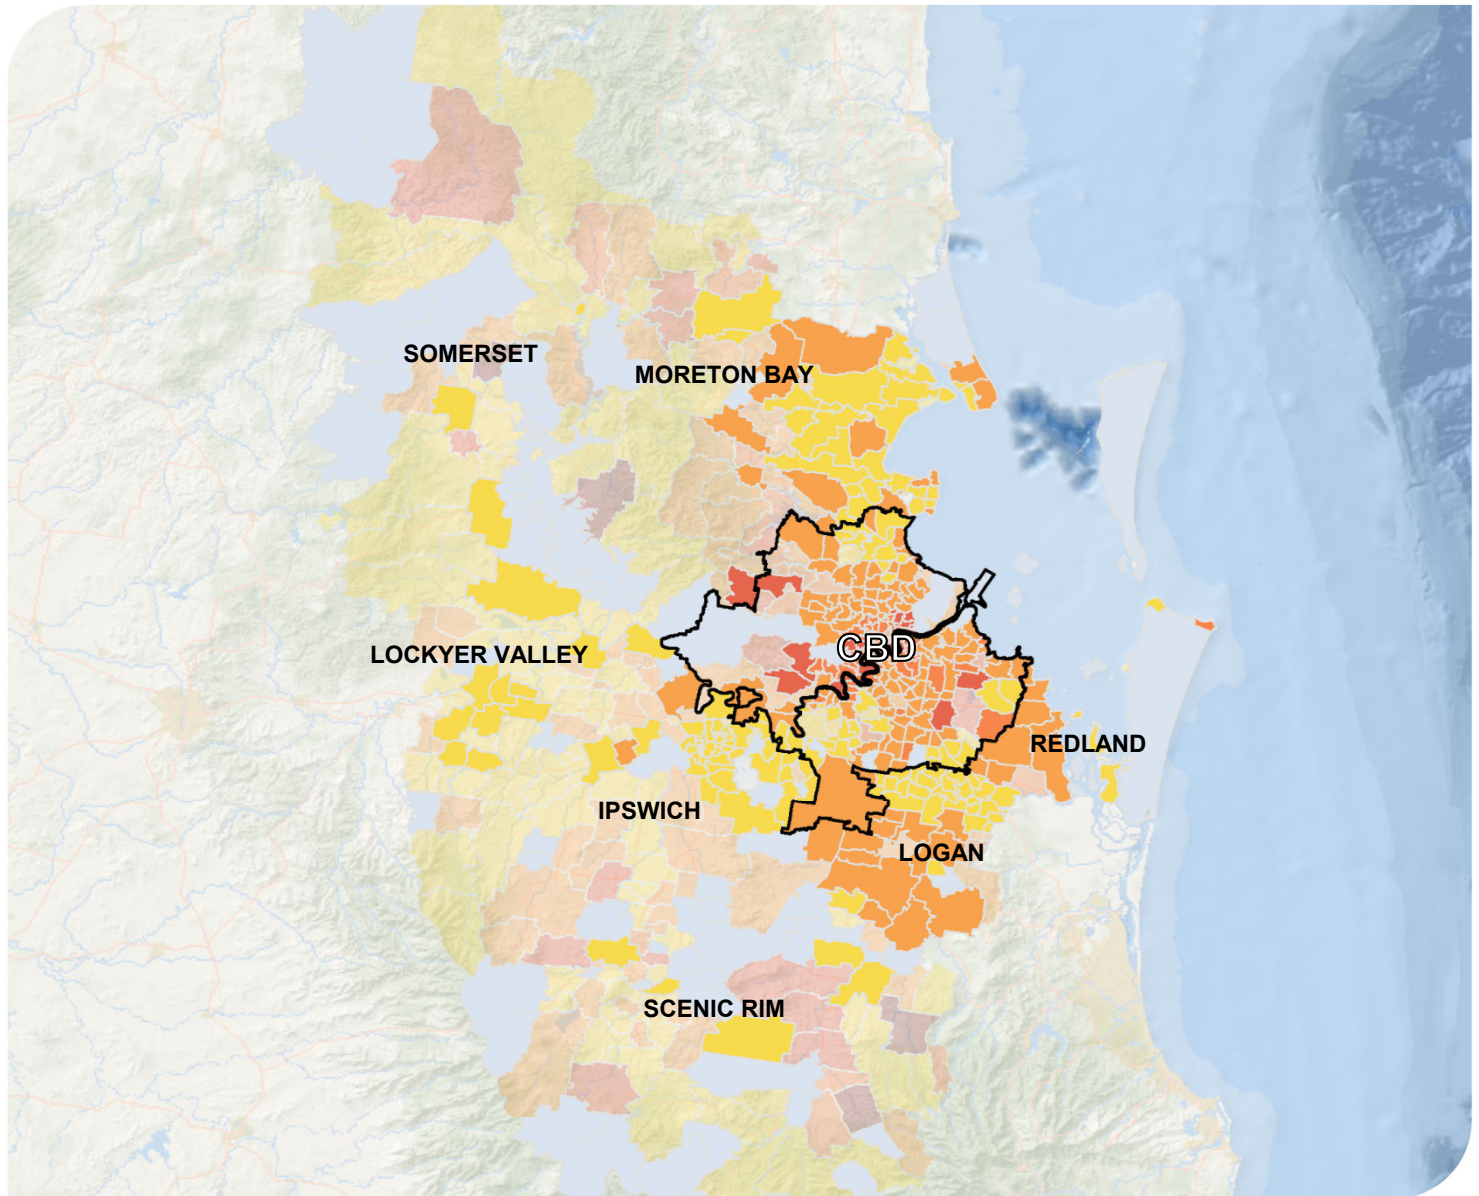 SOMERSET
MORETON BAY
CBD
LOCKYER VALLEY
REDLAND
IPSWICH
LOGAN
SCENIC RIM